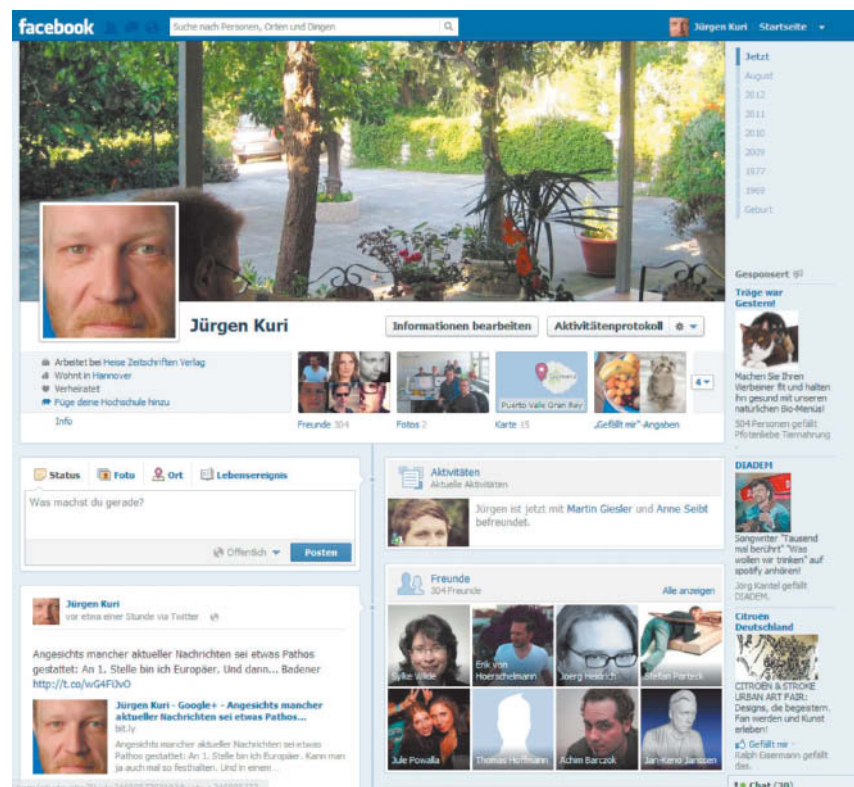 facebook
Suche nach Personen, Orten und Dingen
Jürgen Kuri
Startseite
Jetzt
August
2012
2011
2010
2009
1977
1969
Geburt
Jürgen Kuri
Informationen bearbeiten
Aktivitätenprotokoll
Arbeitet bei Heise Zeitschriften Verlag
Wohnt in Hannover
Verheiratet
Füge deine Hochschule hinzu
Info
Freunde 304
Fotos 2
Puerto Valle Gran Rey
Karte 15
„Gefällt mir“-Angaben
4
Status
Foto
Ort
Lebensereignis
Was machst du gerade?
Öffentlich
Posten
Jürgen Kuri
vor etwa einer Stunde via Twitter
Angesichts mancher aktueller Nachrichten sei etwas Pathos
gestattet: An 1. Stelle bin ich Europäer. Und dann... Badener
http://t.co/wG4FiJvO
Jürgen Kuri - Google+ - Angesichts mancher
aktueller Nachrichten sei etwas Pathos...
bit.ly
Angesichts mancher aktueller Nachrichten sei etwas
Pathos gestattet: An 1. Stelle bin ich Europäer. Kann man
ja auch mal so festhalten. Und in einem...
Aktivitäten
Aktuelle Aktivitäten
Jürgen ist jetzt mit Martin Giesler und Anne Seibt
befreundet.
Freunde
304 Freunde
Alle anzeigen
Sylke Wilde
Erik von
Hoerschelmann
Joerg Heidrich
Stefan Porteck
Jule Powalla
Thomas Hoffmann
Achim Barczok
Jan-Keno Janssen
Gesponsert
Träge war
Gestern!
Machen Sie Ihren
Vierbeiner fit und halten
ihn gesund mit unseren
natürlichen Bio-Menüs!
504 Personen gefällt
Pfotenliebe Tiernahrung
.
DIADEM
Songwriter "Tausend
mal berührt" "Was
wollen wir trinken" auf
spotify anhören!
Jörg Kantel gefällt
DIADEM.
Citroën
Deutschland
CITROËN & STROKE
URBAN ART FAIR:
Designs, die begeistern.
Fan werden und Kunst
erleben!
Gefällt mir ·
Ralph Eisermann gefällt
das.
Chat (39)